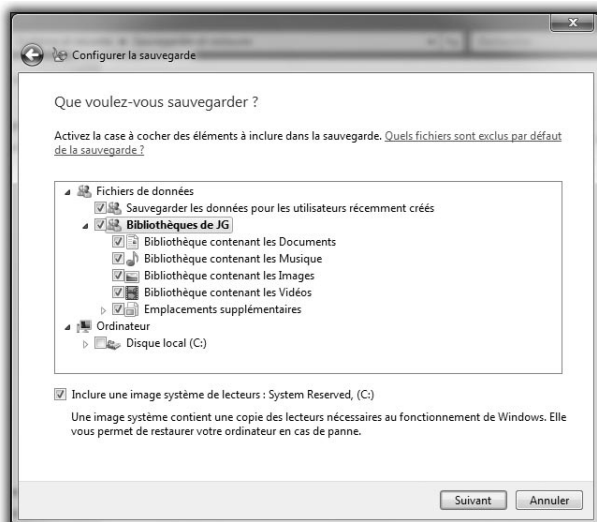 Configurer la sauvegarde
Que voulez-vous sauvegarder ?
Activez la case à cocher des éléments à inclure dans la sauvegarde. Quels fichiers sont exclus par défaut
de la sauvegarde ?
Fichiers de données
Sauvegarder les données pour les utilisateurs récemment créés
Bibliothèques de JG
Bibliothèque contenant les Documents
Bibliothèque contenant les Musique
Bibliothèque contenant les Images
Bibliothèque contenant les Vidéos
Emplacements supplémentaires
Ordinateur
Disque local (C:)
Inclure une image système de lecteurs : System Reserved, (C:)
Une image système contient une copie des lecteurs nécessaires au fonctionnement de Windows. Elle
vous permet de restaurer votre ordinateur en cas de panne.
Suivant Annuler